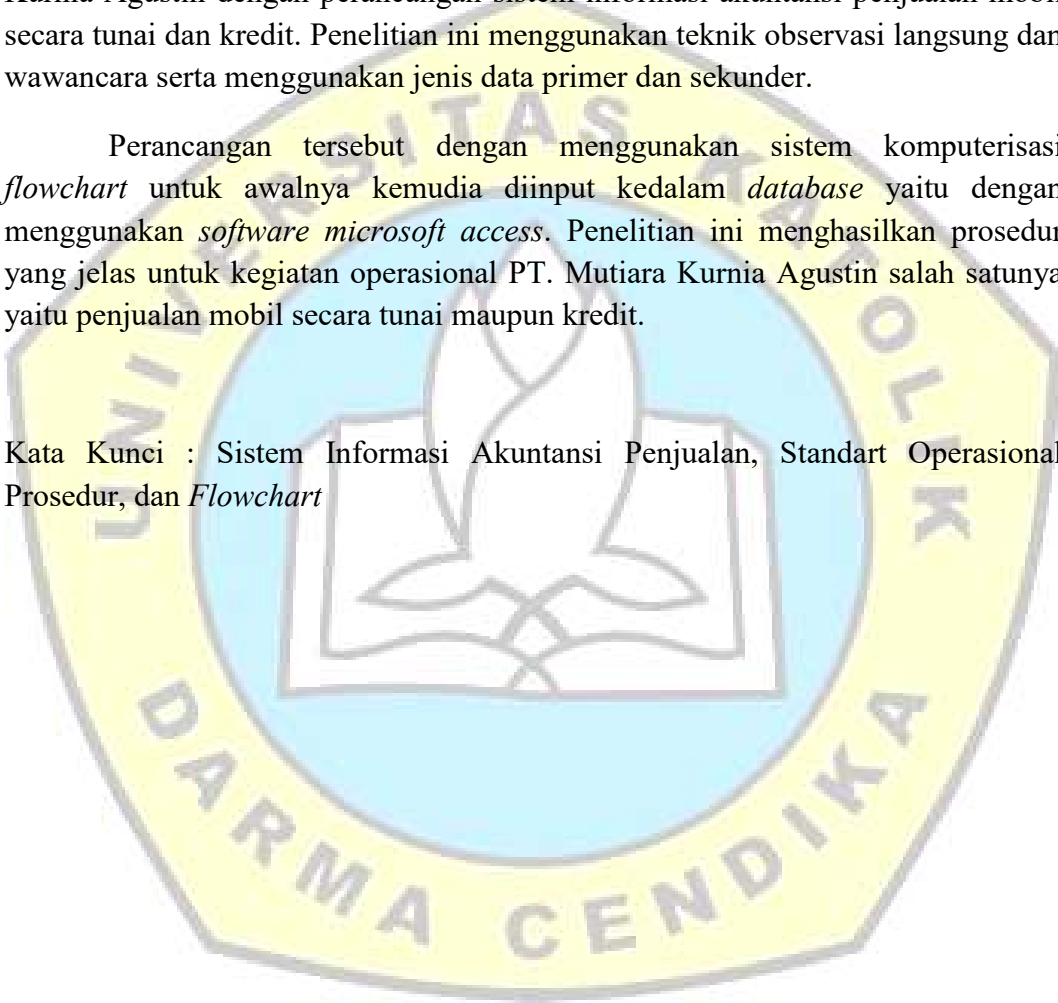 Kurnia Agustin dengan perancangan sistem informasi akuntansi penjualan mobil
secara tunai dan kredit. Penelitian ini menggunakan teknik observasi langsung dan
wawancara serta menggunakan jenis data primer dan sekunder.
Perancangan tersebut dengan menggunakan sistem komputerisasi
flowchart untuk awalnya kemudia diinput kedalam database yaitu dengan
menggunakan software microsoft access. Penelitian ini menghasilkan prosedur
yang jelas untuk kegiatan operasional PT. Mutiara Kurnia Agustin salah satunya
yaitu penjualan mobil secara tunai maupun kredit.
Kata Kunci : Sistem Informasi Akuntansi Penjualan, Standart Operasional
Prosedur, dan Flowchart
UNIVERSITAS KATOLIK
DARMA CENDIKA